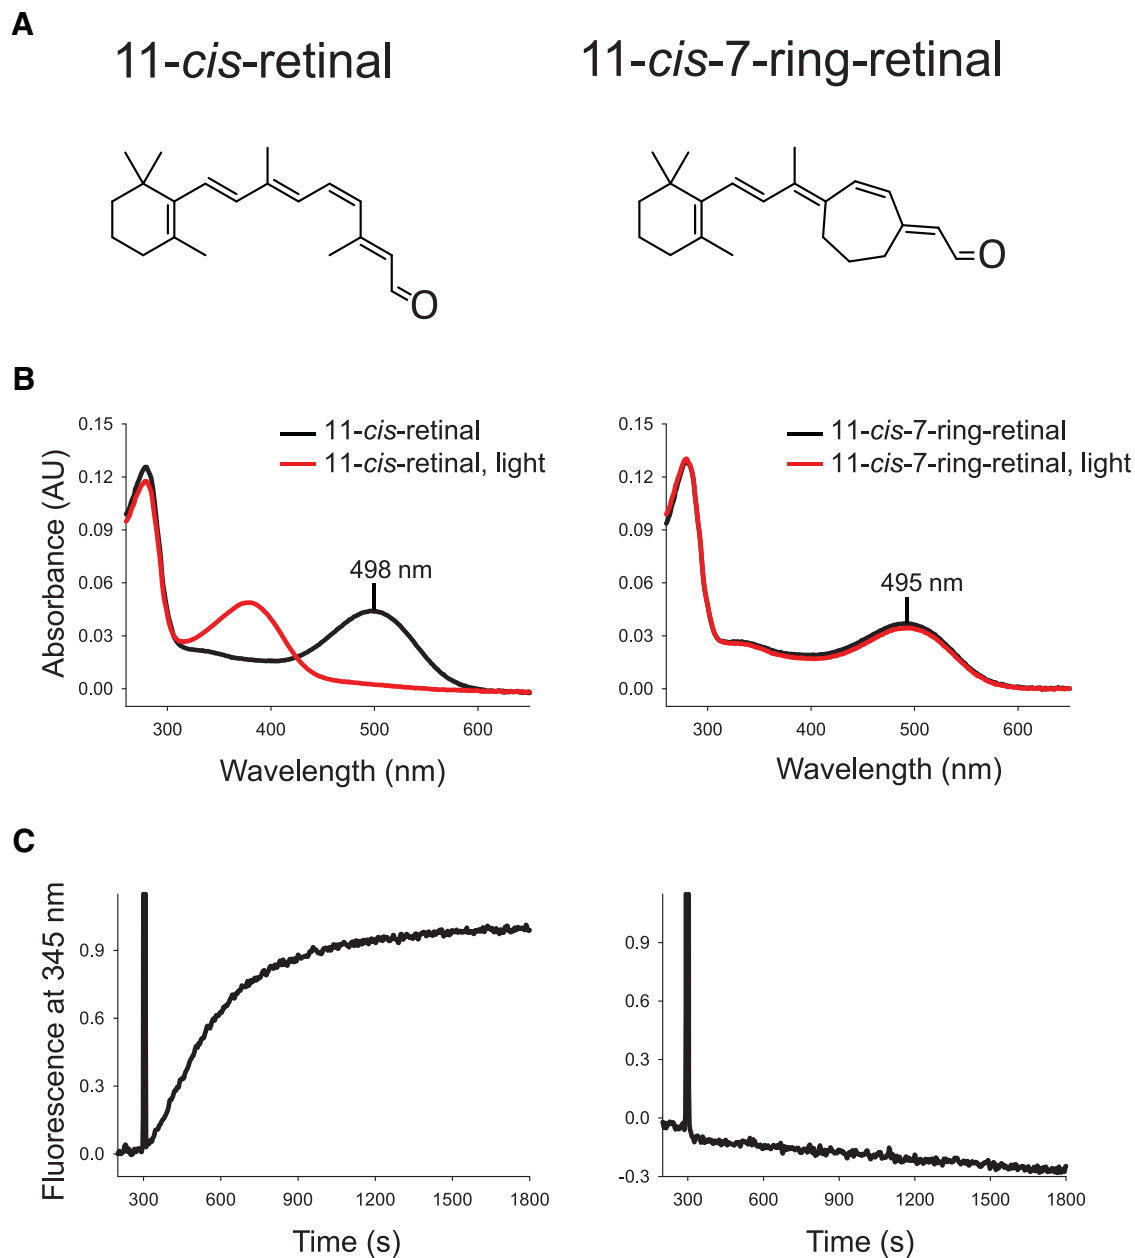 A
11-cis-retinal
11-cis-7-ring-retinal
O
O
B
0.15
0.12
0.09
0.06
0.03
0.00
Absorbance (AU)
11-cis-retinal
11-cis-retinal, light
498 nm
300 400 500 600
Wavelength (nm)
0.15
0.12
0.09
0.06
0.03
0.00
11-cis-7-ring-retinal
11-cis-7-ring-retinal, light
495 nm
300 400 500 600
Wavelength (nm)
C
Fluorescence at 345 nm
0.9
0.6
0.3
0.0
300 600 900 1200 1500 1800
Time (s)
0.9
0.6
0.3
0.0
-0.3
300 600 900 1200 1500 1800
Time (s)